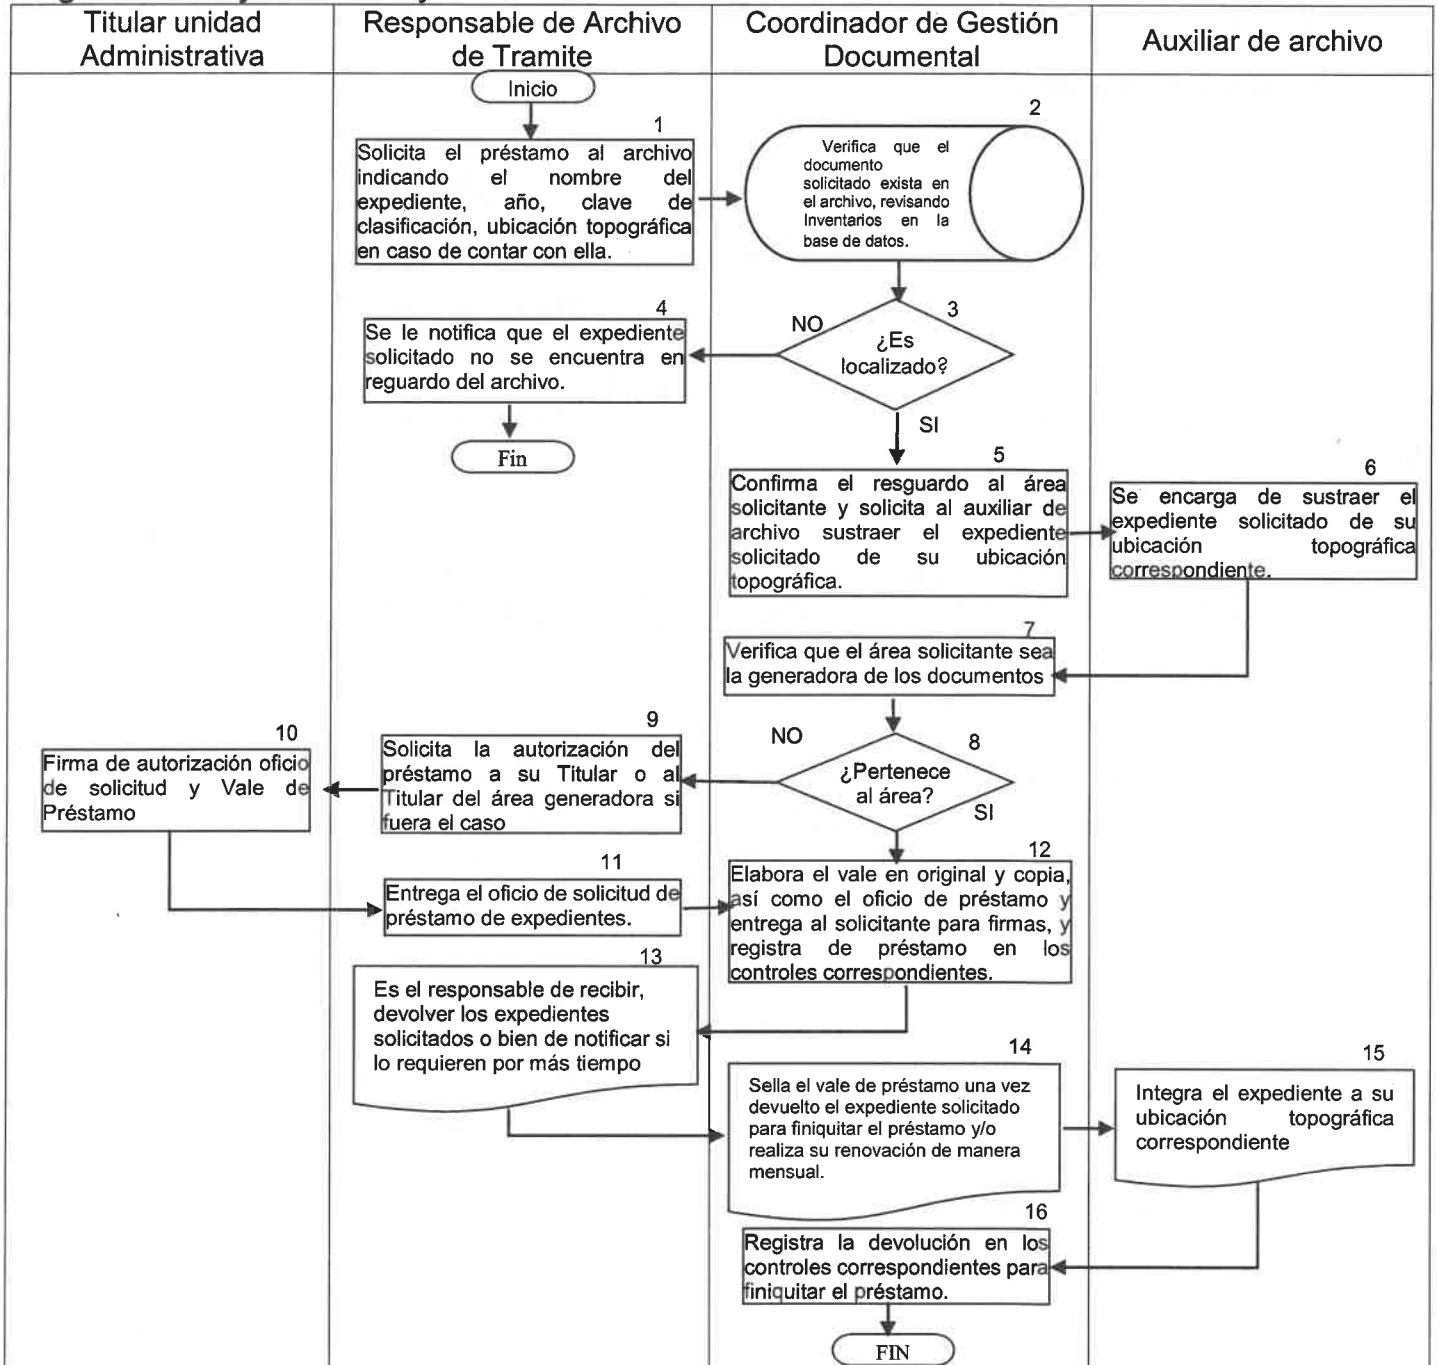 Titular unidad
Administrativa
Responsable de Archivo
de Tramite
Coordinador de Gestión
Documental
Auxiliar de archivo
Inicio
1
Solicita el préstamo al archivo
indicando el nombre del
expediente, año, clave de
clasificación, ubicación topográfica
en caso de contar con ella.
2
Verifica que el
documento
solicitado exista en
el archivo, revisando
Inventarios en la
base de datos.
3
¿Es
localizado?
NO
SI
4
Se le notifica que el expediente
solicitado no se encuentra en
reguardo del archivo.
Fin
5
Confirma el resguardo al área
solicitante y solicita al auxiliar de
archivo sustraer el expediente
solicitado de su ubicación
topográfica.
6
Se encarga de sustraer el
expediente solicitado de su
ubicación topográfica
correspondiente.
7
Verifica que el área solicitante sea
la generadora de los documentos
8
¿Pertenece
al área?
NO
SI
9
Solicita la autorización del
préstamo a su Titular o al
Titular del área generadora si
fuera el caso
10
Firma de autorización oficio
de solicitud y Vale de
Préstamo
11
Entrega el oficio de solicitud de
préstamo de expedientes.
12
Elabora el vale en original y copia,
así como el oficio de préstamo y
entrega al solicitante para firmas, y
registra de préstamo en los
controles correspondientes.
13
Es el responsable de recibir,
devolver los expedientes
solicitados o bien de notificar si
lo requieren por más tiempo
14
Sella el vale de préstamo una vez
devuelto el expediente solicitado
para finiquitar el préstamo y/o
realiza su renovación de manera
mensual.
15
Integra el expediente a su
ubicación topográfica
correspondiente
16
Registra la devolución en los
controles correspondientes para
finiquitar el préstamo.
FIN